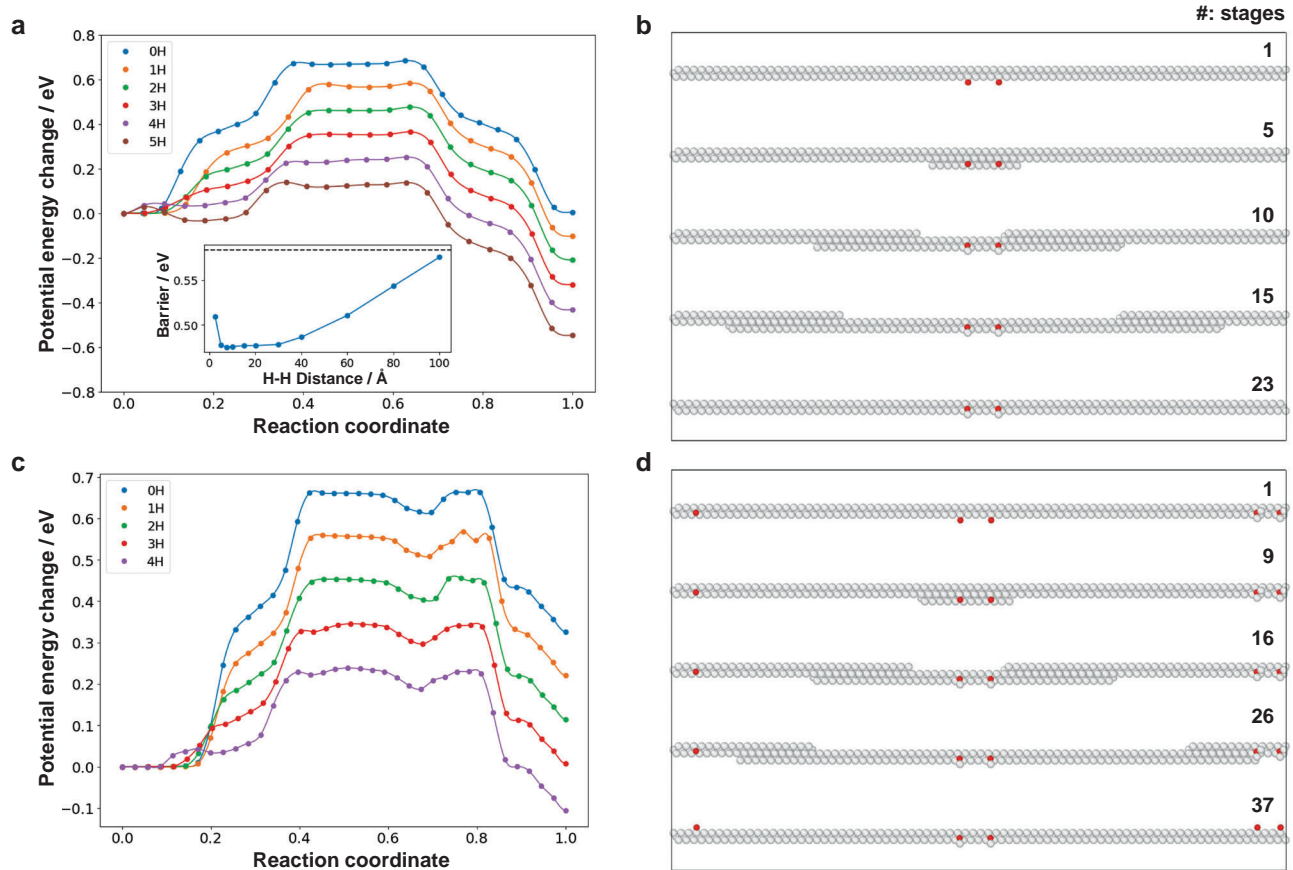 a
Potential energy change / eV
0.8
0.6
0.4
0.2
0.0
−0.2
−0.4
−0.6
−0.8
0H
1H
2H
3H
4H
5H
Barrier / eV
0.55
0.50
0 20 40 60 80 100
H-H Distance / Å
0.0 0.2 0.4 0.6 0.8 1.0
Reaction coordinate
b
#: stages
1
5
10
15
23
c
Potential energy change / eV
0.7
0.6
0.5
0.4
0.3
0.2
0.1
0.0
−0.1
0H
1H
2H
3H
4H
0.0 0.2 0.4 0.6 0.8 1.0
Reaction coordinate
d
1
9
16
26
37